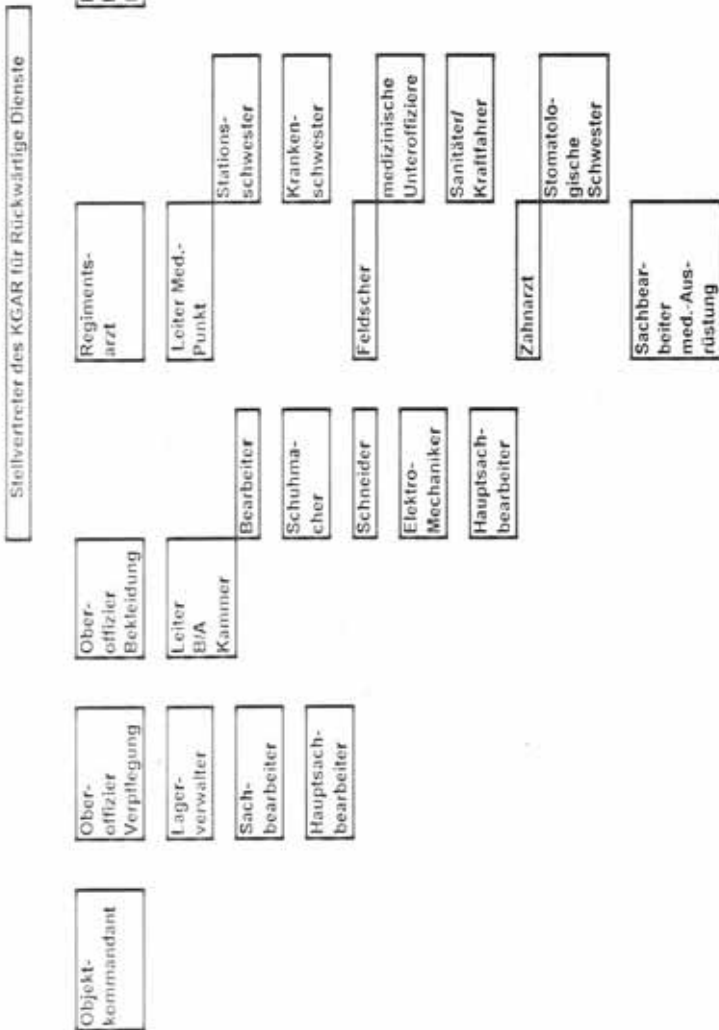 Stellvertreter des KGAR für Rückwärtige Dienste
Objekt-
kommandant
Ober-
offizier
Verpflegung
Lager-
verwalter
Sach-
bearbeiter
Hauptsach-
bearbeiter
Ober-
offizier
Bekleidung
Leiter
B/A
Kammer
Bearbeiter
Schuhma-
cher
Schneider
Elektro-
Mechaniker
Hauptsach-
bearbeiter
Regiments-
arzt
Leiter Med.-
Punkt
Stations-
schwester
Kranken-
schwester
Feldscher
medizinische
Unteroffiziere
Sanitäter/
Kraftfahrer
Zahnarzt
Stomatolo-
gische
Schwester
Sachbear-
beiter
med.-Aus-
rüstung